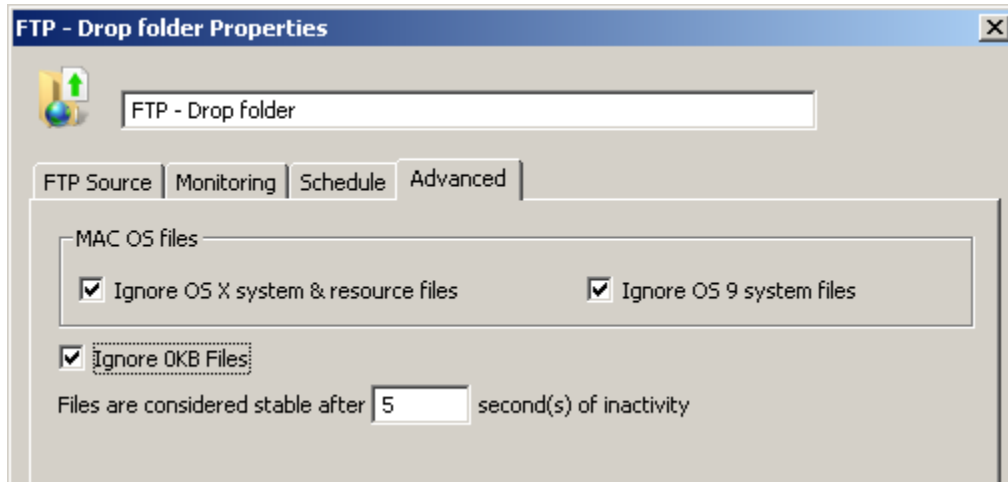 FTP - Drop folder Properties
FTP - Drop folder
FTP Source Monitoring Schedule Advanced
MAC OS files
Ignore OS X system & resource files Ignore OS 9 system files
Ignore 0KB Files
Files are considered stable after 5 second(s) of inactivity